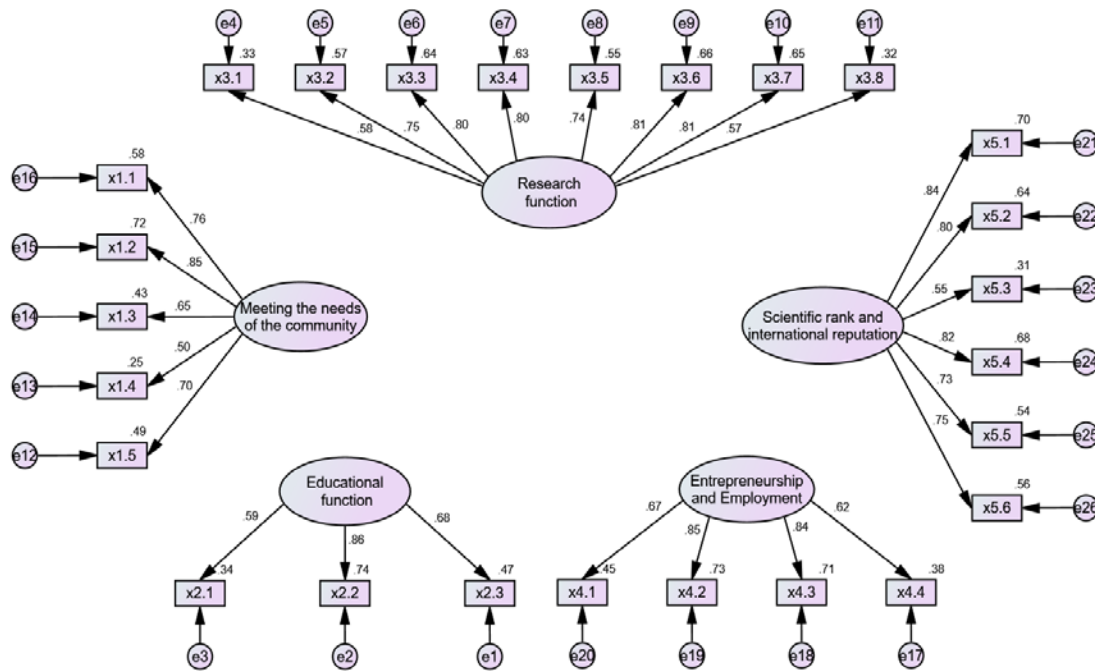 e4 e5 e6 e7 e8 e9 e10 e11
.33 .57 .64 .63 .55 .66 .65 .32
x3.1 x3.2 x3.3 x3.4 x3.5 x3.6 x3.7 x3.8
.58 .75 .80 .80 .74 .81 .81 .57
Research
function
.58
e16 x1.1
.76
.72
e15 x1.2
.85
.43
e14 x1.3
.65
.25
e13 x1.4
.50
.49
e12 x1.5
.70
Meeting the needs
of the community
.70
x5.1 e21
.84
.64
x5.2 e22
.80
.31
x5.3 e23
.55
.68
x5.4 e24
.82
.54
x5.5 e25
.73
.56
x5.6 e26
.75
Scientific rank and
international reputation
Educational
function
.59 .86 .68
.34 .74 .47
x2.1 x2.2 x2.3
e3 e2 e1
Entrepreneurship
and Employment
.67 .85 .84 .62
.45 .73 .71 .38
x4.1 x4.2 x4.3 x4.4
e20 e19 e18 e17